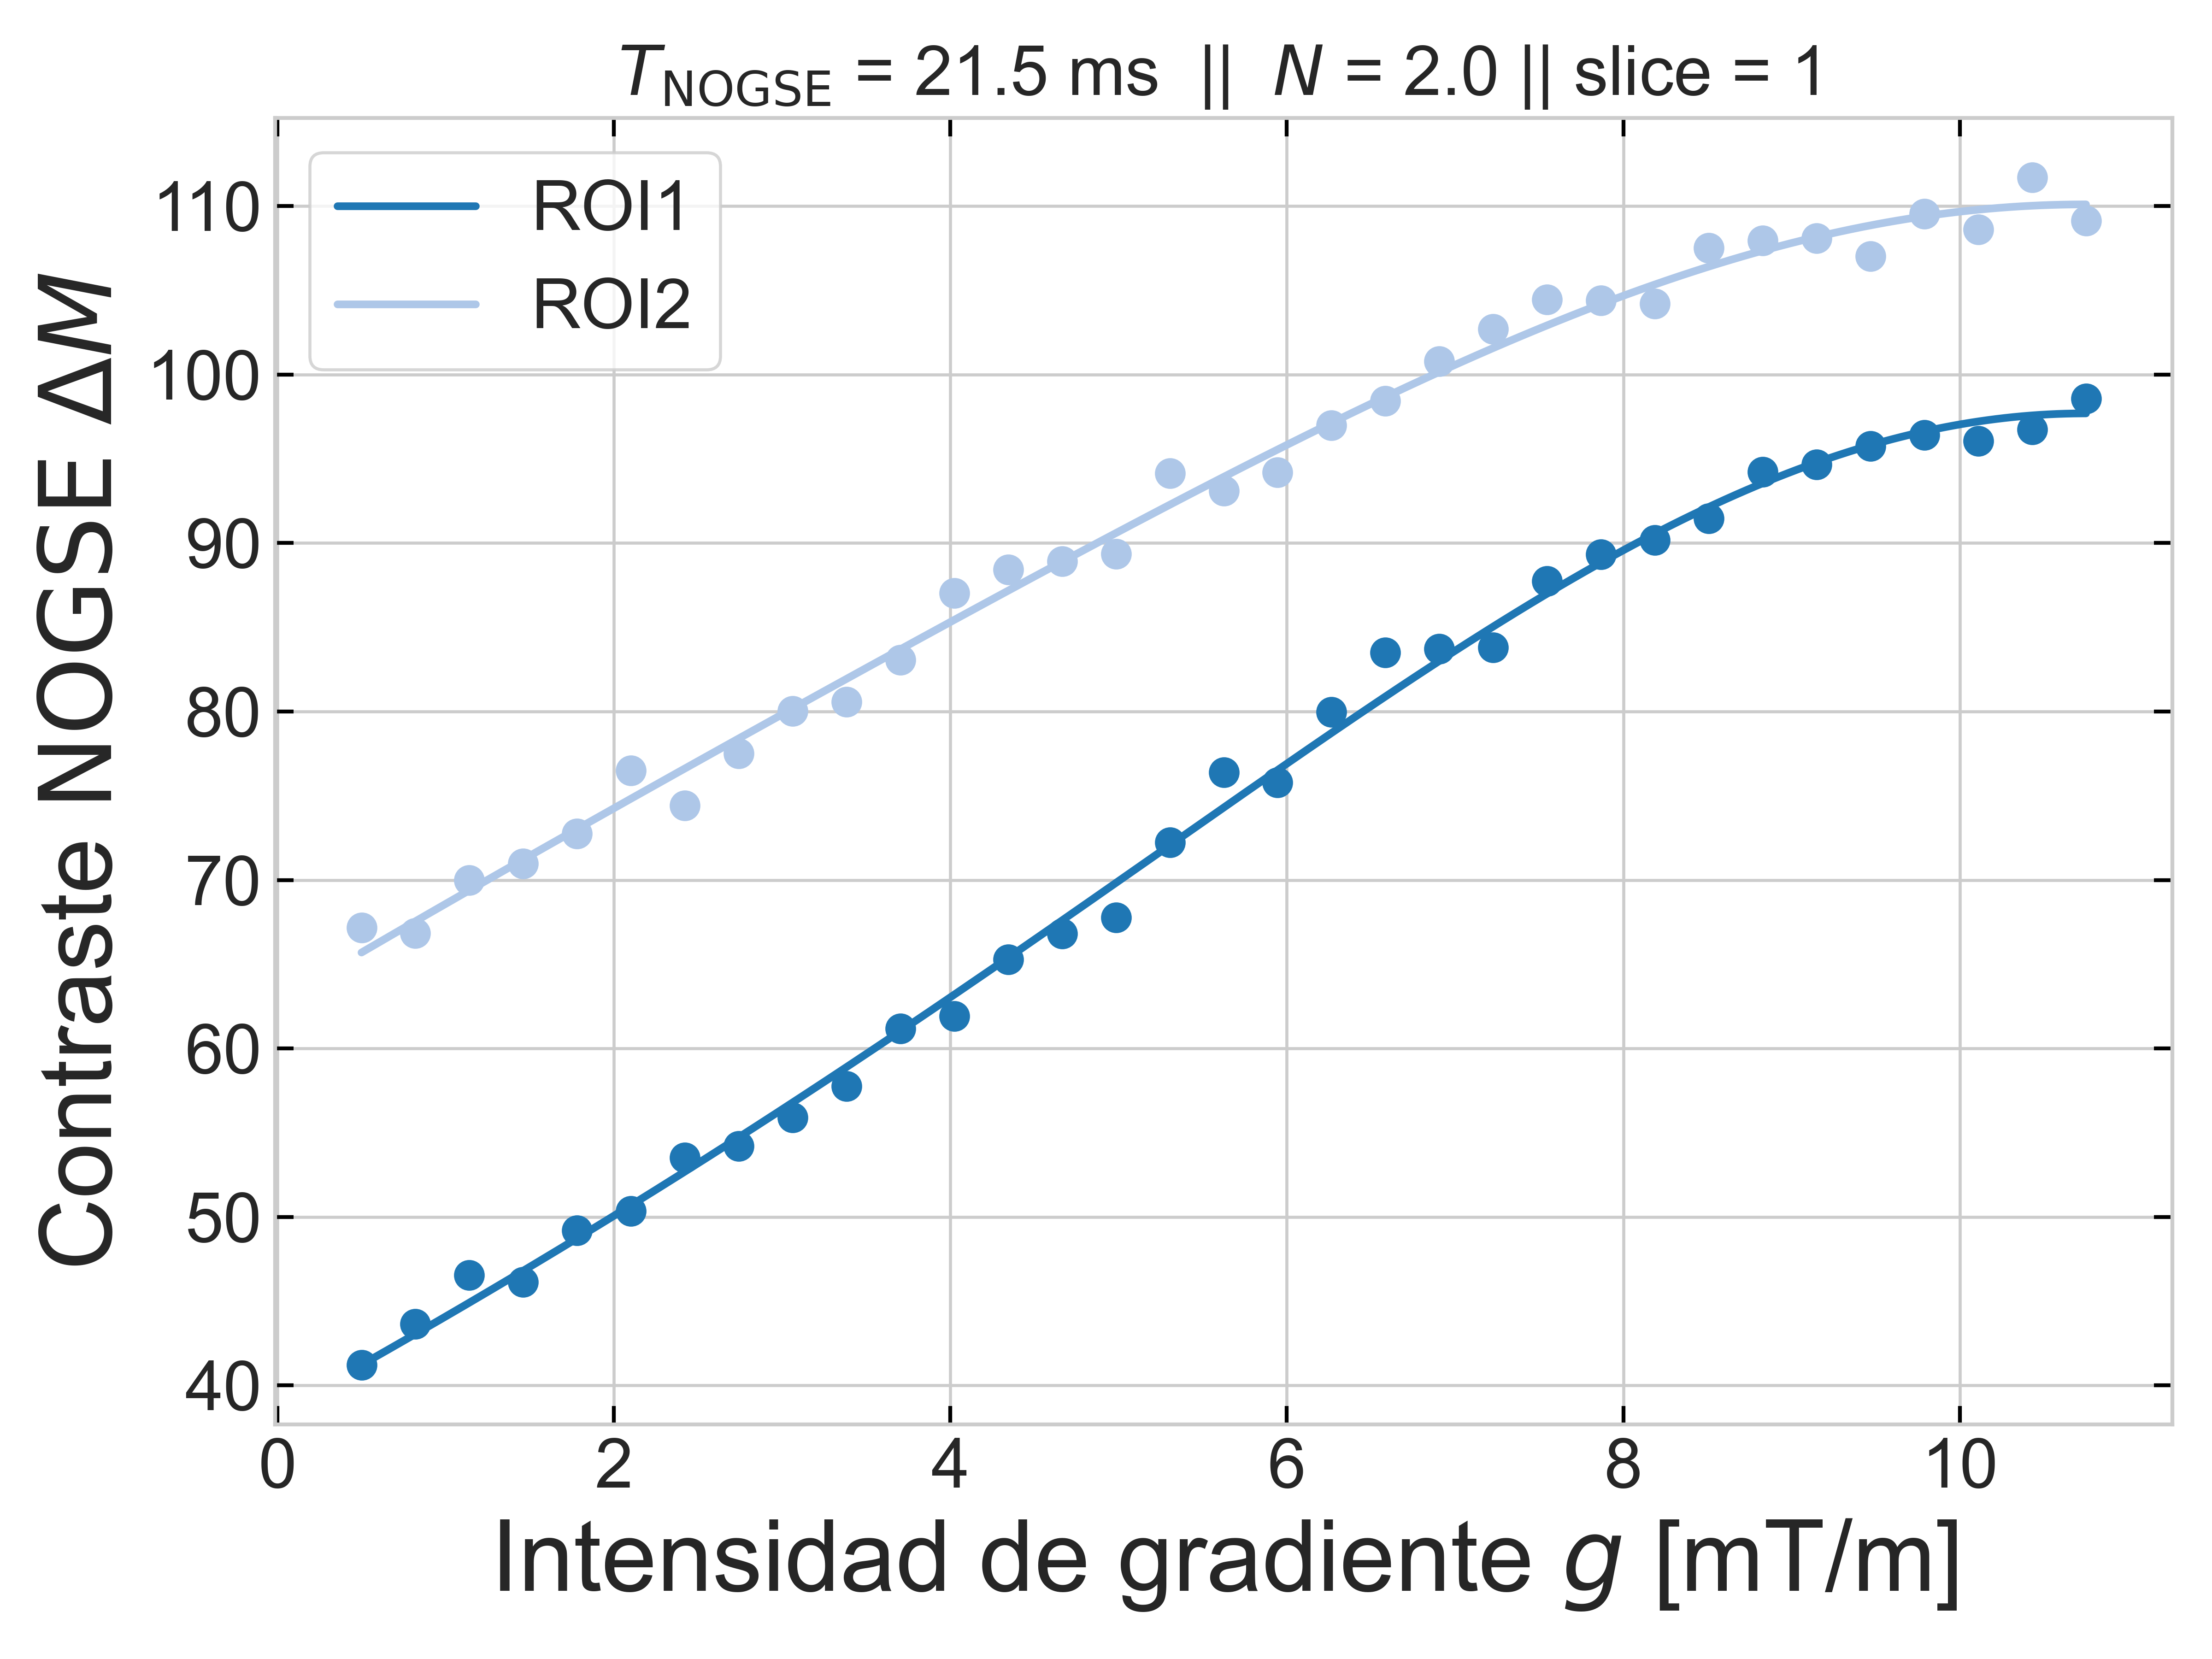 T_NOGSE = 21.5 ms || N = 2.0 || slice = 1
ROI1
ROI2
Contraste NOGSE ΔM
110
100
90
80
70
60
50
40
0 2 4 6 8 10
Intensidad de gradiente g [mT/m]